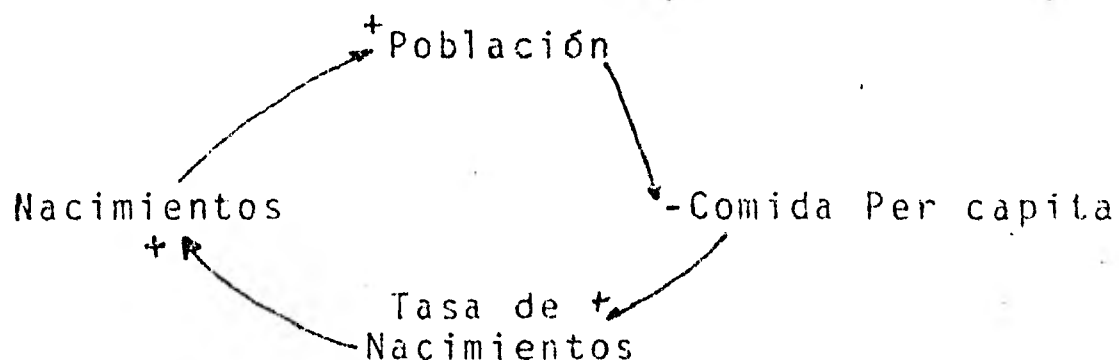 +Población
Nacimientos
+
-Comida Per capita
Tasa de +
Nacimientos